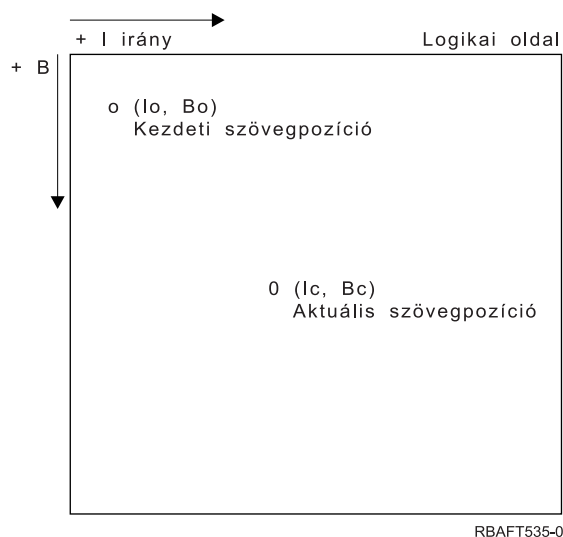 + I irány
Logikai oldal
+ B
o (Io, Bo)
Kezdeti szövegpozíció
0 (Ic, Bc)
Aktuális szövegpozíció
RBAFT535-0